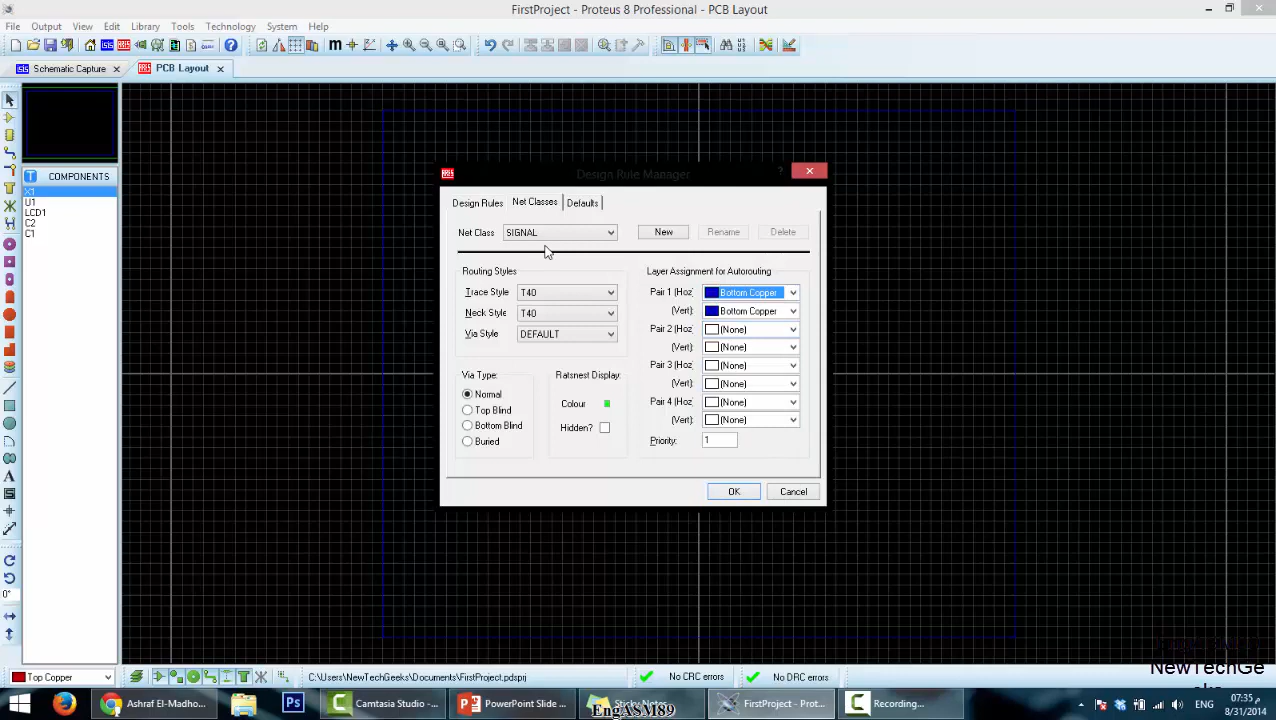 FirstProject - Proteus 8 Professional - PCB Layout
File Output View Edit Library Tools Technology System Help
Schematic Capture
PCB Layout
COMPONENTS
X1
U1
LCD1
C2
C1
0°
Design Rule Manager
Design Rules Net Classes Defaults
Net Class SIGNAL New Rename Delete
Routing Styles
Trace Style T40
Neck Style T40
Via Style DEFAULT
Via Type:
Normal
Top Blind
Bottom Blind
Buried
Ratsnest Display:
Colour
Hidden?
Layer Assignment for Autorouting
Pair 1 (Hoz Bottom Copper
(Vert): Bottom Copper
Pair 2 (Hoz (None)
(Vert): (None)
Pair 3 (Hoz (None)
(Vert): (None)
Pair 4 (Hoz (None)
(Vert): (None)
Priority: 1
OK Cancel
NewTechGe
Top Copper
C:\Users\NewTechGeeks\Documents\FirstProject.pdsprj
No CRC errors
No DRC errors
Ashraf El-Madho...
Ps
Camtasia Studio -...
PowerPoint Slide ...
EngASM89
FirstProject - Prot...
Recording...
07:35 م
8/31/2014